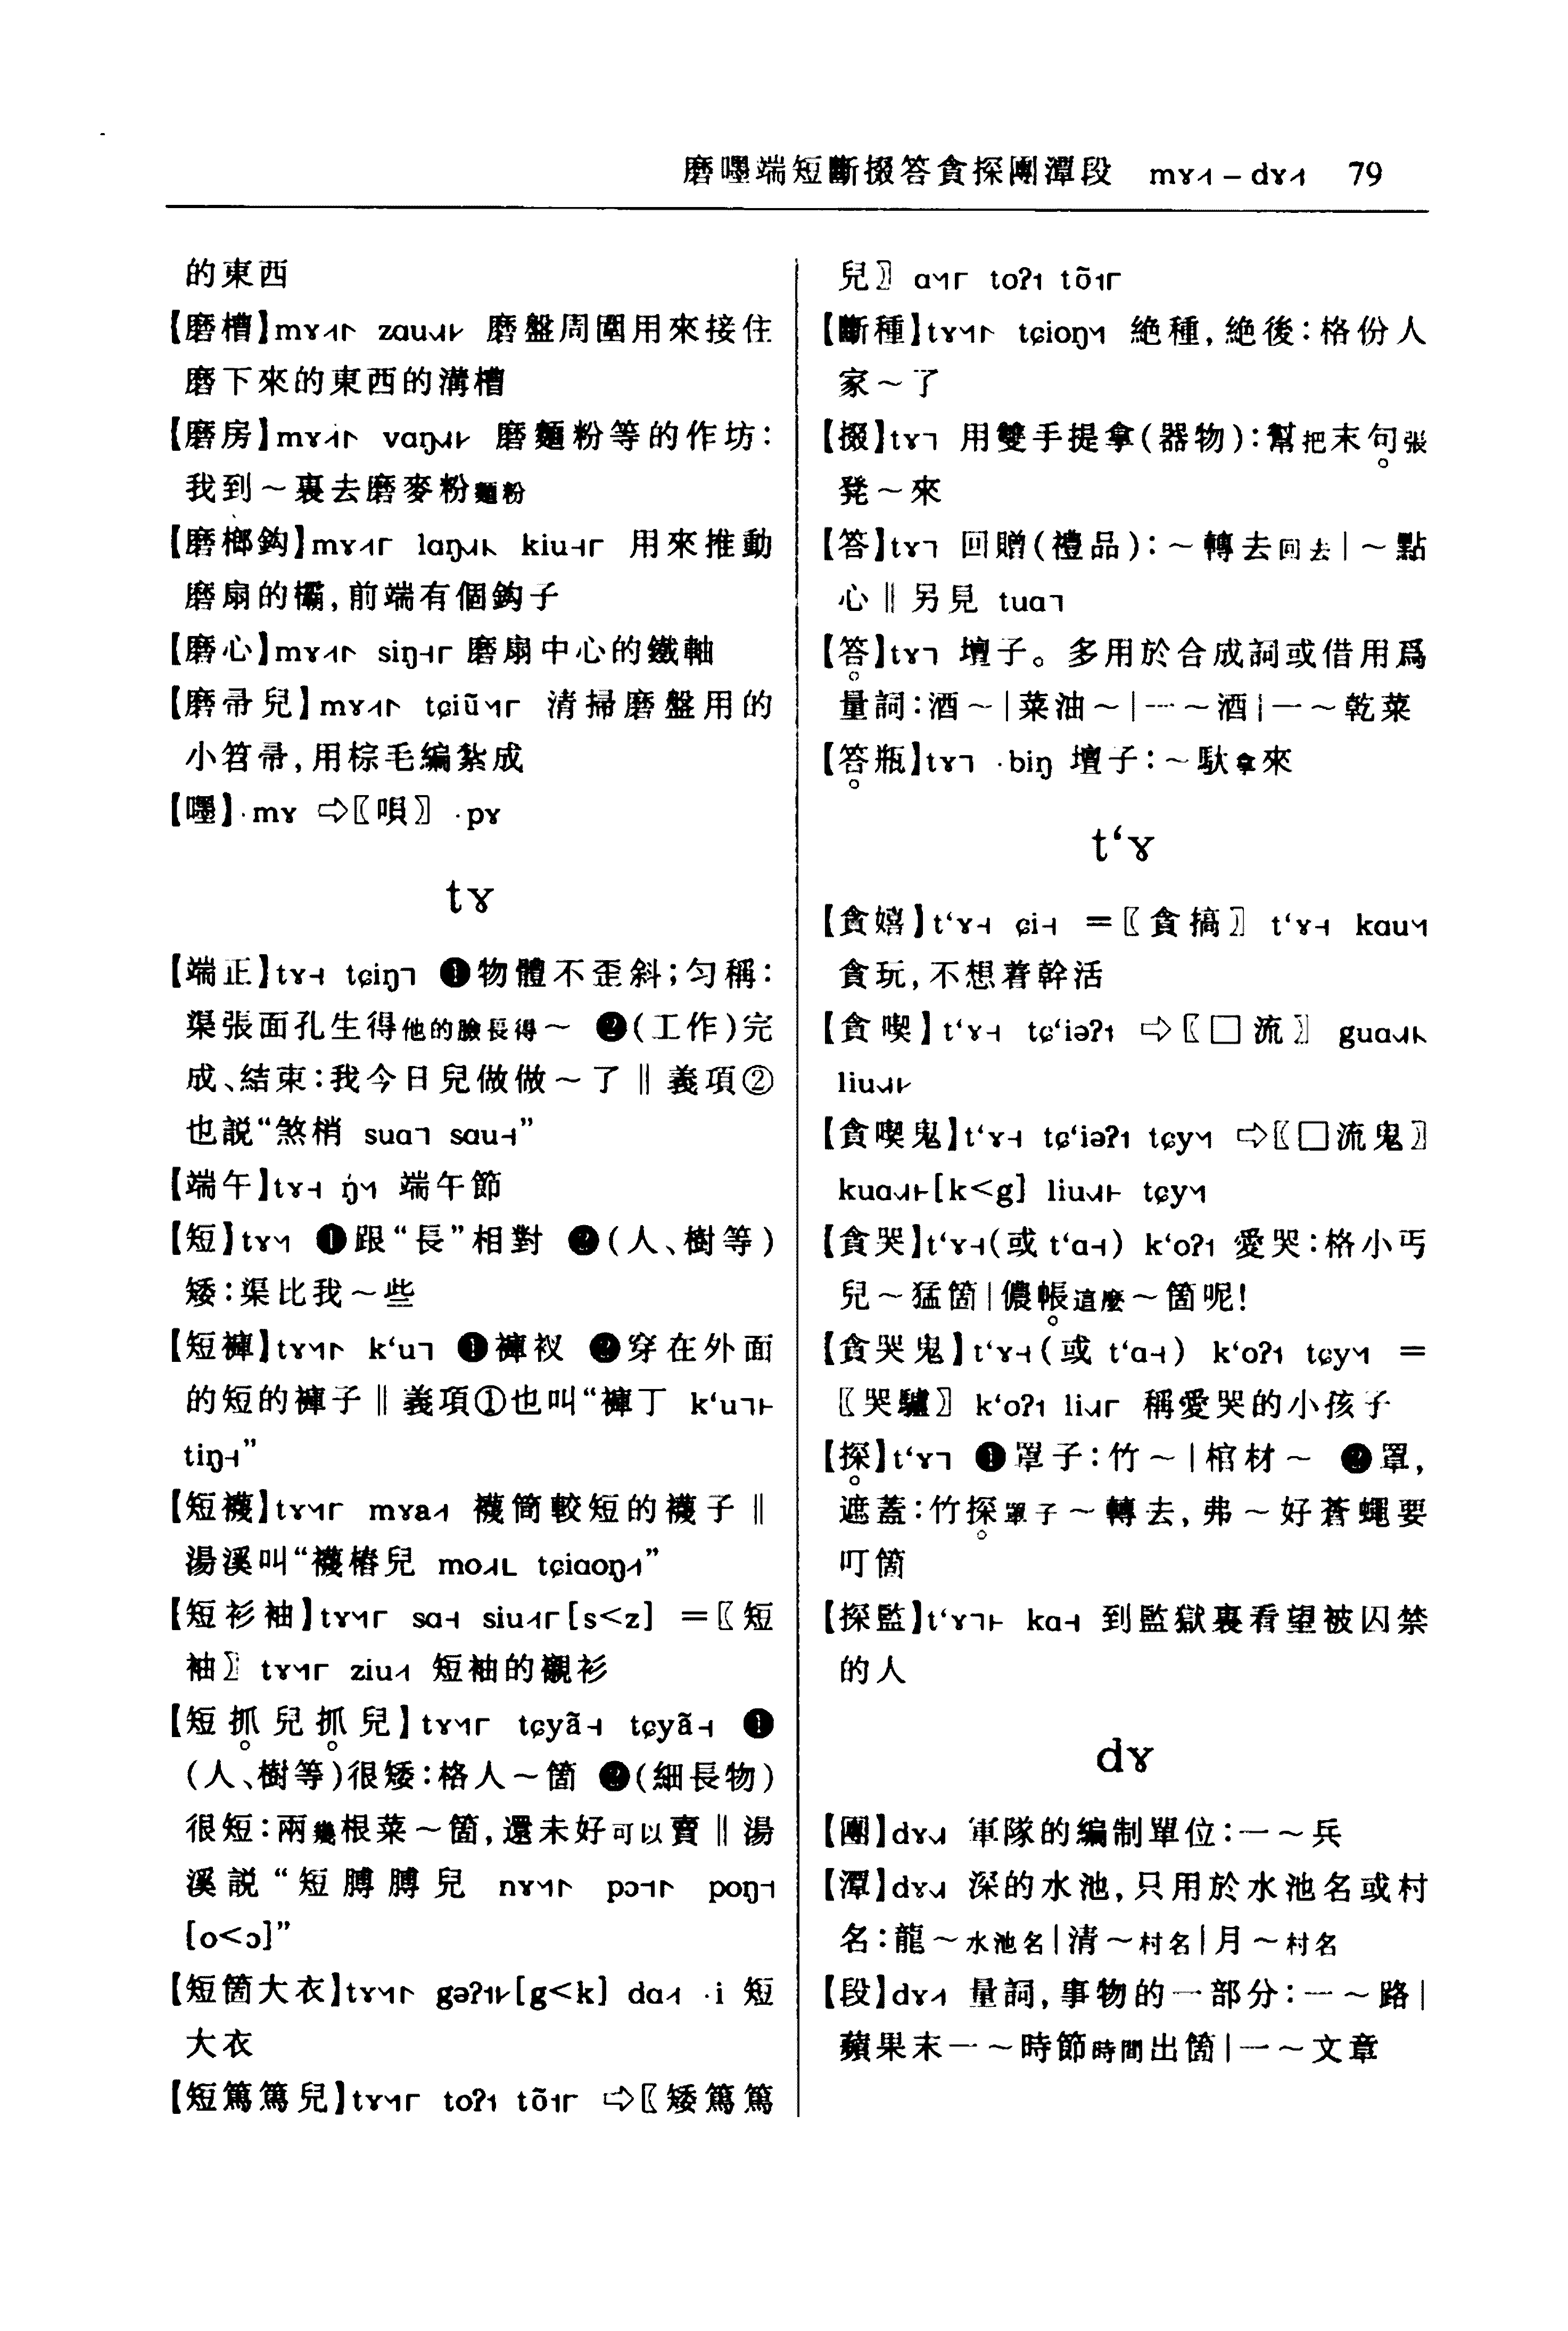 磨嚜端短斷掇答貪探團潭段 mɤ˨˦ – dɤ˨˦ 79
的東西
【磨槽】mɤ zɑu 磨盤周圍用來接住
磨下來的東西的溝槽
【磨房】mɤ vɑŋ 磨麵粉等的作坊:
我到～裏去磨麥粉麵粉
【磨榔鈎】mɤ lɑŋ kiu 用來推動
磨扇的欛,前端有個鈎子
【磨心】mɤ siŋ 磨扇中心的鐵軸
【磨帚兒】mɤ tɕiũ 清掃磨盤用的
小笤帚,用棕毛編紮成
【嚜】·mɤ ⇨〖唄〗 ·pɤ
tɤ
【端正】tɤ tɕiŋ ❶物體不歪斜;勻稱:
渠張面孔生得他的臉長得～ ❷(工作)完
成、結束:我今日兒做做～了‖義項②
也説“煞梢 suɑ sɑu”
【端午】tɤ ŋ́ 端午節
【短】tɤ ❶跟“長”相對 ❷(人、樹等)
矮:渠比我～些
【短褲】tɤ k‘u ❶褲衩 ❷穿在外面
的短的褲子‖義項①也叫“褲丁 k‘u
tiŋ”
【短襪】tɤ mɤa 襪筒較短的襪子‖
湯溪叫“襪樁兒 mo tɕiɑoŋ”
【短衫袖】tɤ sɑ siu[s<z] =〖短
袖〗 tɤ ziu 短袖的襯衫
【短抓兒抓兒】tɤ tɕyã tɕyã ❶
(人、樹等)很矮:格人～箇 ❷(細長物)
很短:兩幾根菜～箇,還未好可以賣‖湯
溪説“短膊膊兒 nɤ pɔ poŋ
[o<ɔ]”
【短箇大衣】tɤ gəʔ[g<k] dɑ ·i 短
大衣
【短篤篤兒】tɤ toʔ tõ ⇨〖矮篤篤
兒〗 ɑ toʔ tõ
【斷種】tɤ tɕioŋ 絶種,絶後:格份人
家～了
【掇】tɤ 用雙手提拿(器物):幫把末句張
凳～來
【答】tɤ 回贈(禮品):～轉去回去|～點
心‖另見 tuɑ
【答】tɤ 壇子。多用於合成詞或借用爲
量詞:酒～|菜油～|一～酒|一～乾菜
【答瓶】tɤ ·biŋ 壇子:～馱拿來
t‘ɤ
【貪嬉】t‘ɤ ɕi =〖貪搞〗 t‘ɤ kɑu
貪玩,不想着幹活
【貪喫】t‘ɤ tɕ‘iəʔ ⇨〖□流〗 guɑ
liu
【貪喫鬼】t‘ɤ tɕ‘iəʔ tɕy ⇨〖□流鬼〗
kuɑ[k<g] liu tɕy
【貪哭】t‘ɤ(或t‘ɑ) k‘oʔ 愛哭:格小丐
兒～猛箇|儂帳這麽～箇呢!
【貪哭鬼】t‘ɤ(或 t‘ɑ) k‘oʔ tɕy =
〖哭驢〗 k‘oʔ li 稱愛哭的小孩子
【探】t‘ɤ ❶罩子:竹～|棺材～ ❷罩,
遮蓋:竹探罩子～轉去,弗～好蒼蠅要
叮箇
【探監】t‘ɤ kɑ 到監獄裏看望被囚禁
的人
dɤ
【團】dɤ 軍隊的編制單位:一～兵
【潭】dɤ 深的水池,只用於水池名或村
名:龍～水池名|清～村名|月～村名
【段】dɤ 量詞,事物的一部分:一～路|
蘋果末一～時節時間出箇|一～文章